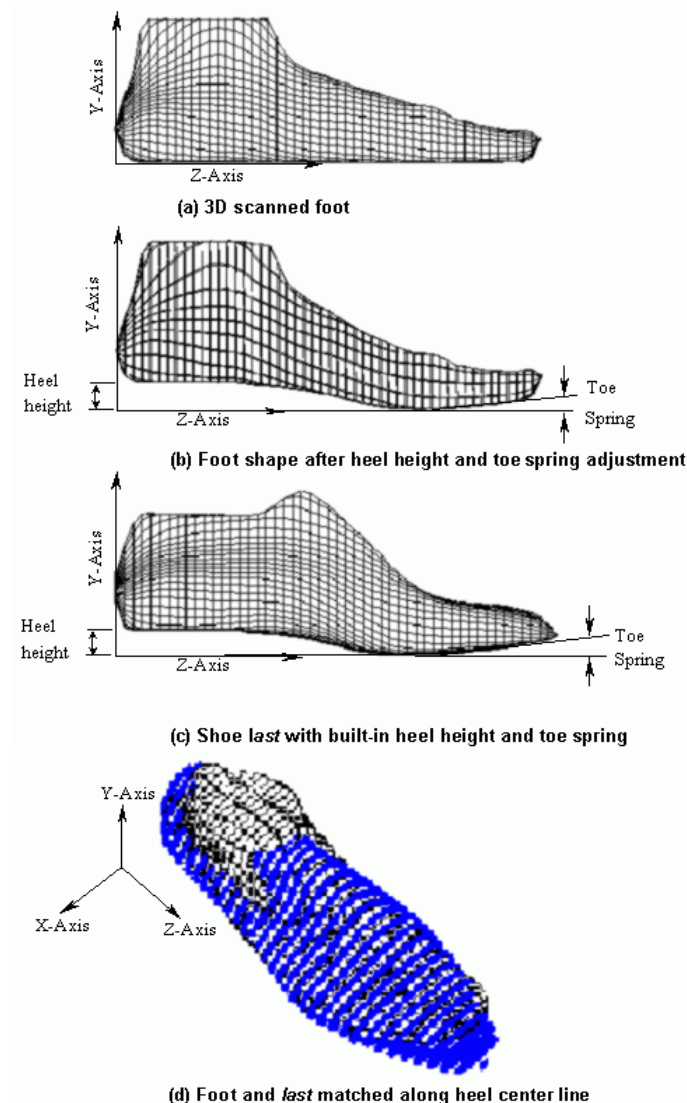 Y-Axis
Z-Axis
(a) 3D scanned foot
Y-Axis
Heel
height
Z-Axis
Toe
Spring
(b) Foot shape after heel height and toe spring adjustment
Y-Axis
Heel
height
Z-Axis
Toe
Spring
(c) Shoe last with built-in heel height and toe spring
Y-Axis
X-Axis
Z-Axis
(d) Foot and last matched along heel center line